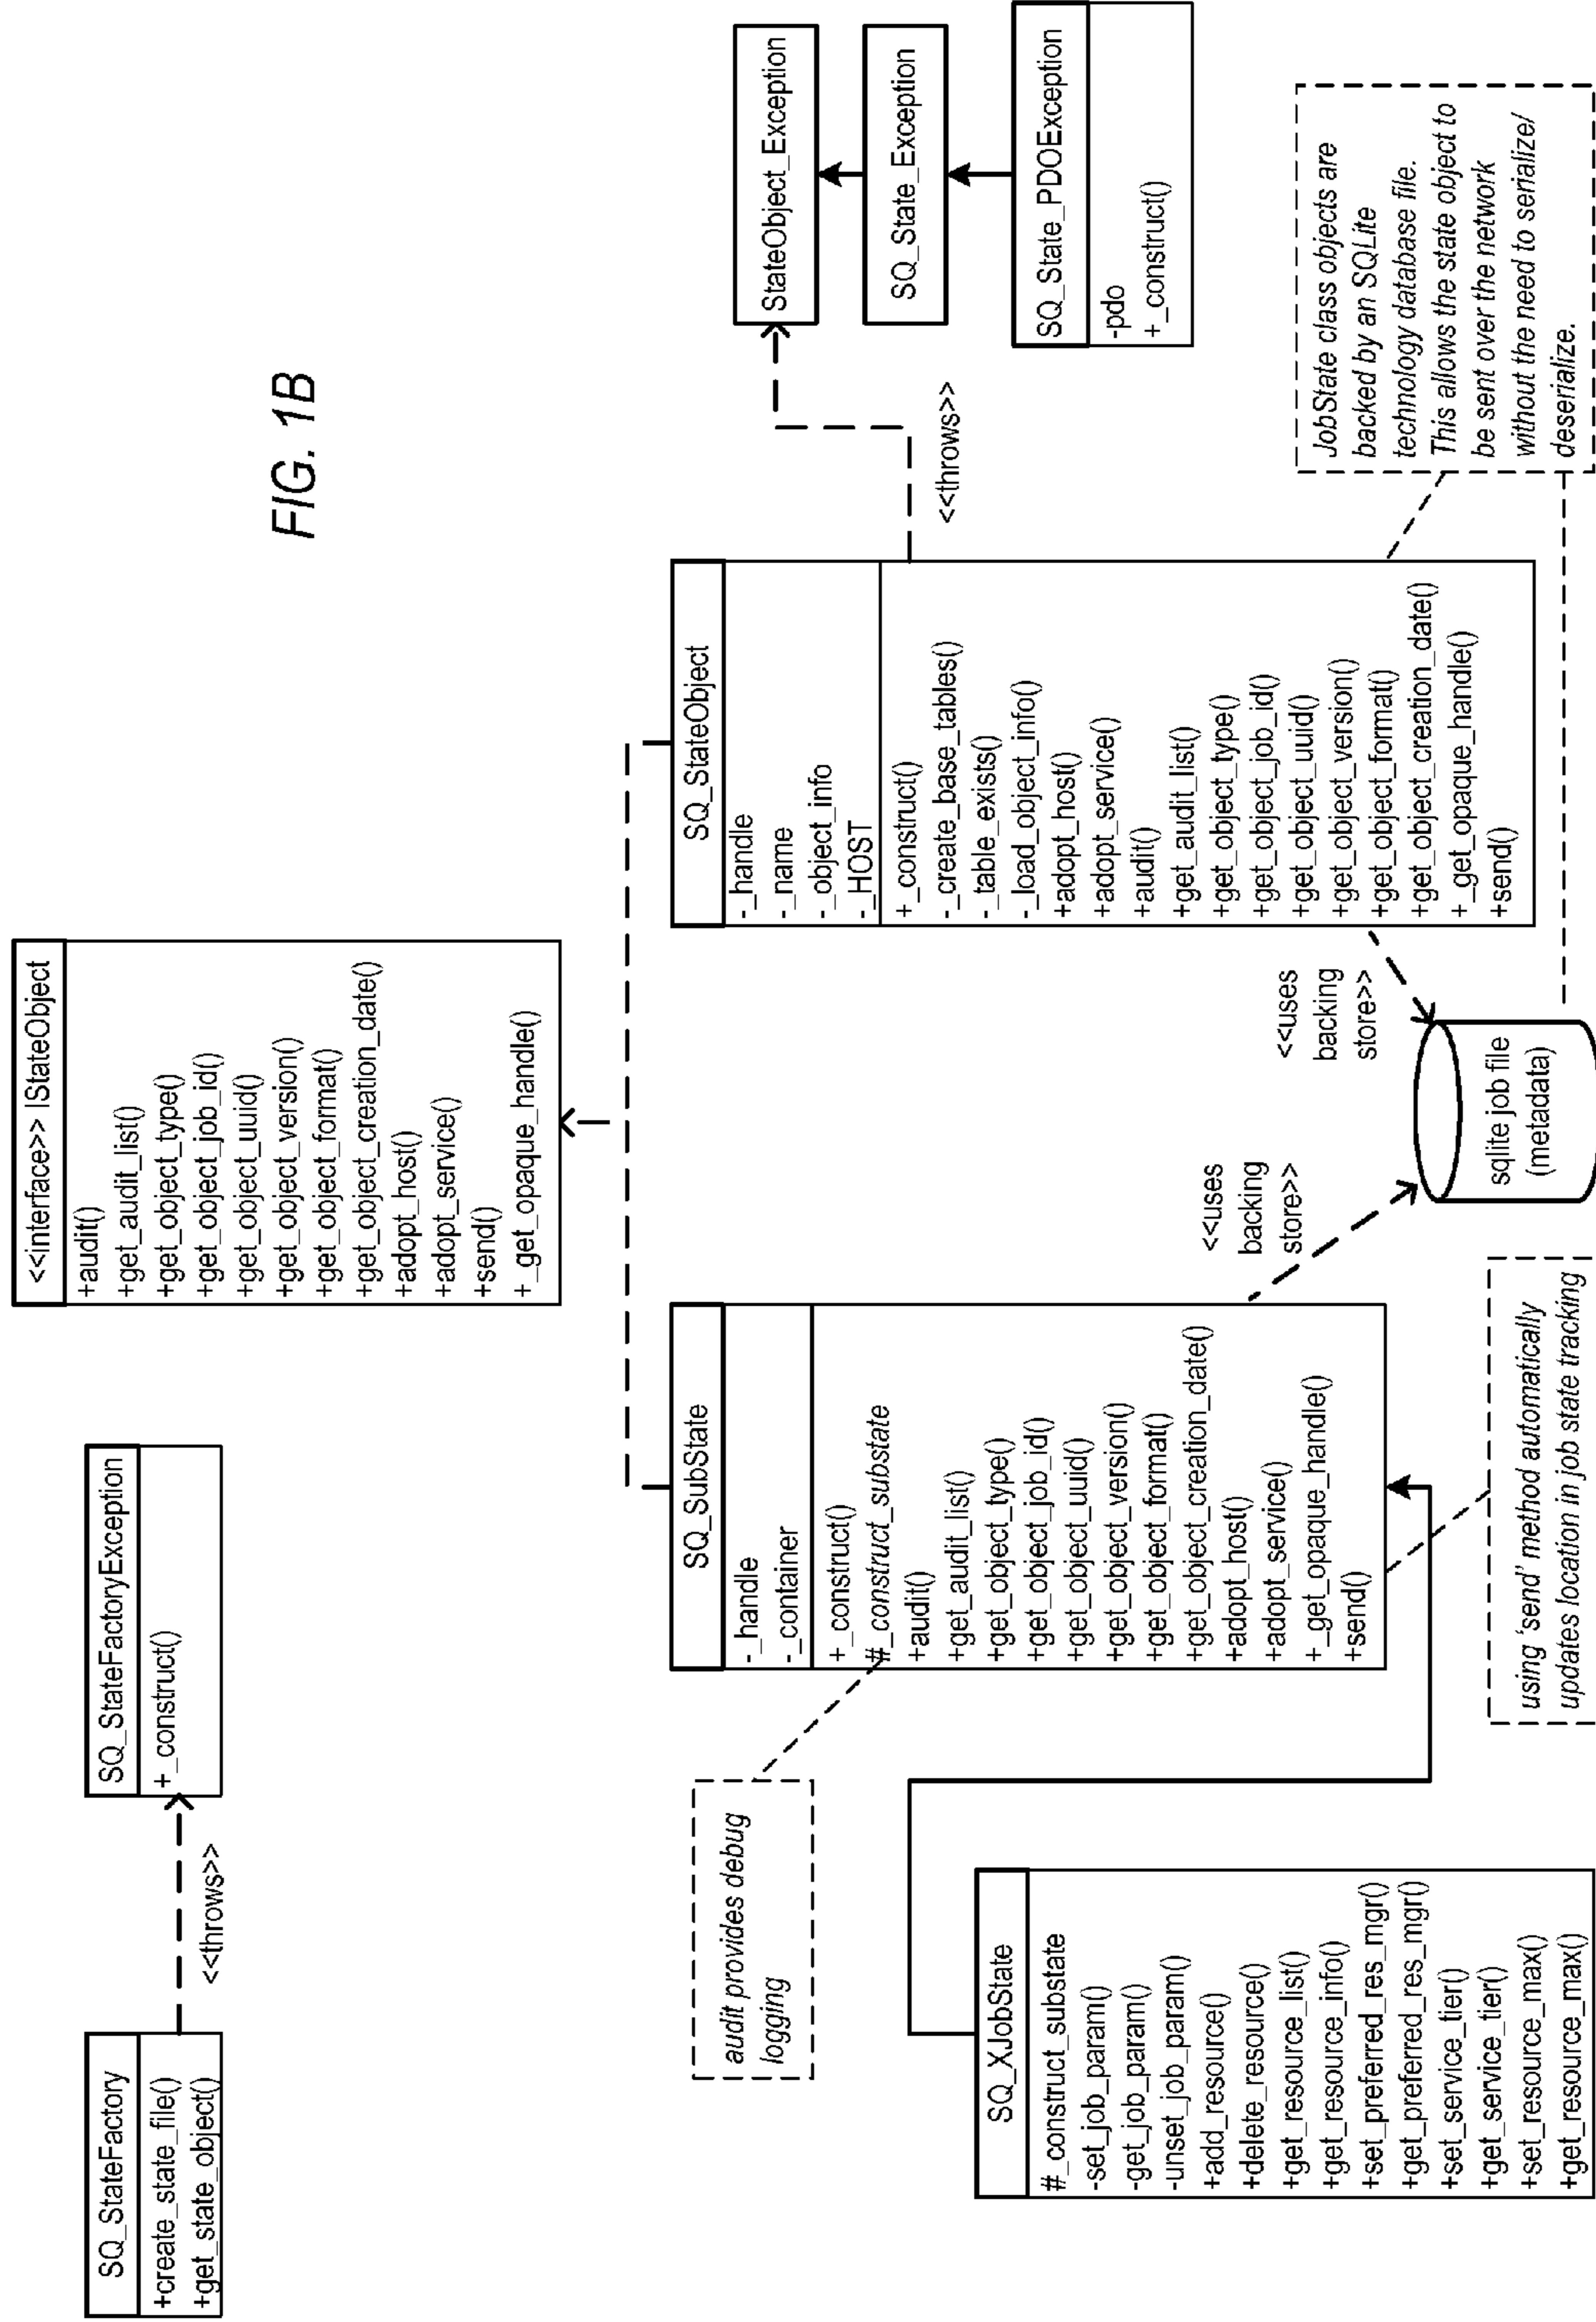 FIG. 1B
SQ_StateFactory
+create_state_file()
+get_state_object()
<<throws>>
SQ_StateFactoryException
+_construct()
<<interface>> IStateObject
+audit()
+get_audit_list()
+get_object_type()
+get_object_job_id()
+get_object_uuid()
+get_object_version()
+get_object_format()
+get_object_creation_date()
+adopt_host()
+adopt_service()
+send()
+_get_opaque_handle()
audit provides debug
logging
SQ_SubState
-_handle
-_container
+_construct()
#_construct_substate
+audit()
+get_audit_list()
+get_object_type()
+get_object_job_id()
+get_object_uuid()
+get_object_version()
+get_object_format()
+get_object_creation_date()
+adopt_host()
+adopt_service()
+_get_opaque_handle()
+send()
SQ_StateObject
-_handle
-_name
-_object_info
-_HOST
+_construct()
-_create_base_tables()
-_table_exists()
-_load_object_info()
+adopt_host()
+adopt_service()
+audit()
+get_audit_list()
+get_object_type()
+get_object_job_id()
+get_object_uuid()
+get_object_version()
+get_object_format()
+get_object_creation_date()
+_get_opaque_handle()
+send()
<<throws>>
StateObject_Exception
SQ_State_Exception
SQ_State_PDOException
-pdo
+_construct()
SQ_XJobState
#_construct_substate
-set_job_param()
-get_job_param()
-unset_job_param()
+add_resource()
+delete_resource()
+get_resource_list()
+get_resource_info()
+set_preferred_res_mgr()
+get_preferred_res_mgr()
+set_service_tier()
+get_service_tier()
+set_resource_max()
+get_resource_max()
using 'send' method automatically
updates location in job state tracking
<<uses
backing
store>>
<<uses
backing
store>>
sqlite job file
(metadata)
JobState class objects are
backed by an SQLite
technology database file.
This allows the state object to
be sent over the network
without the need to serialize/
deserialize.